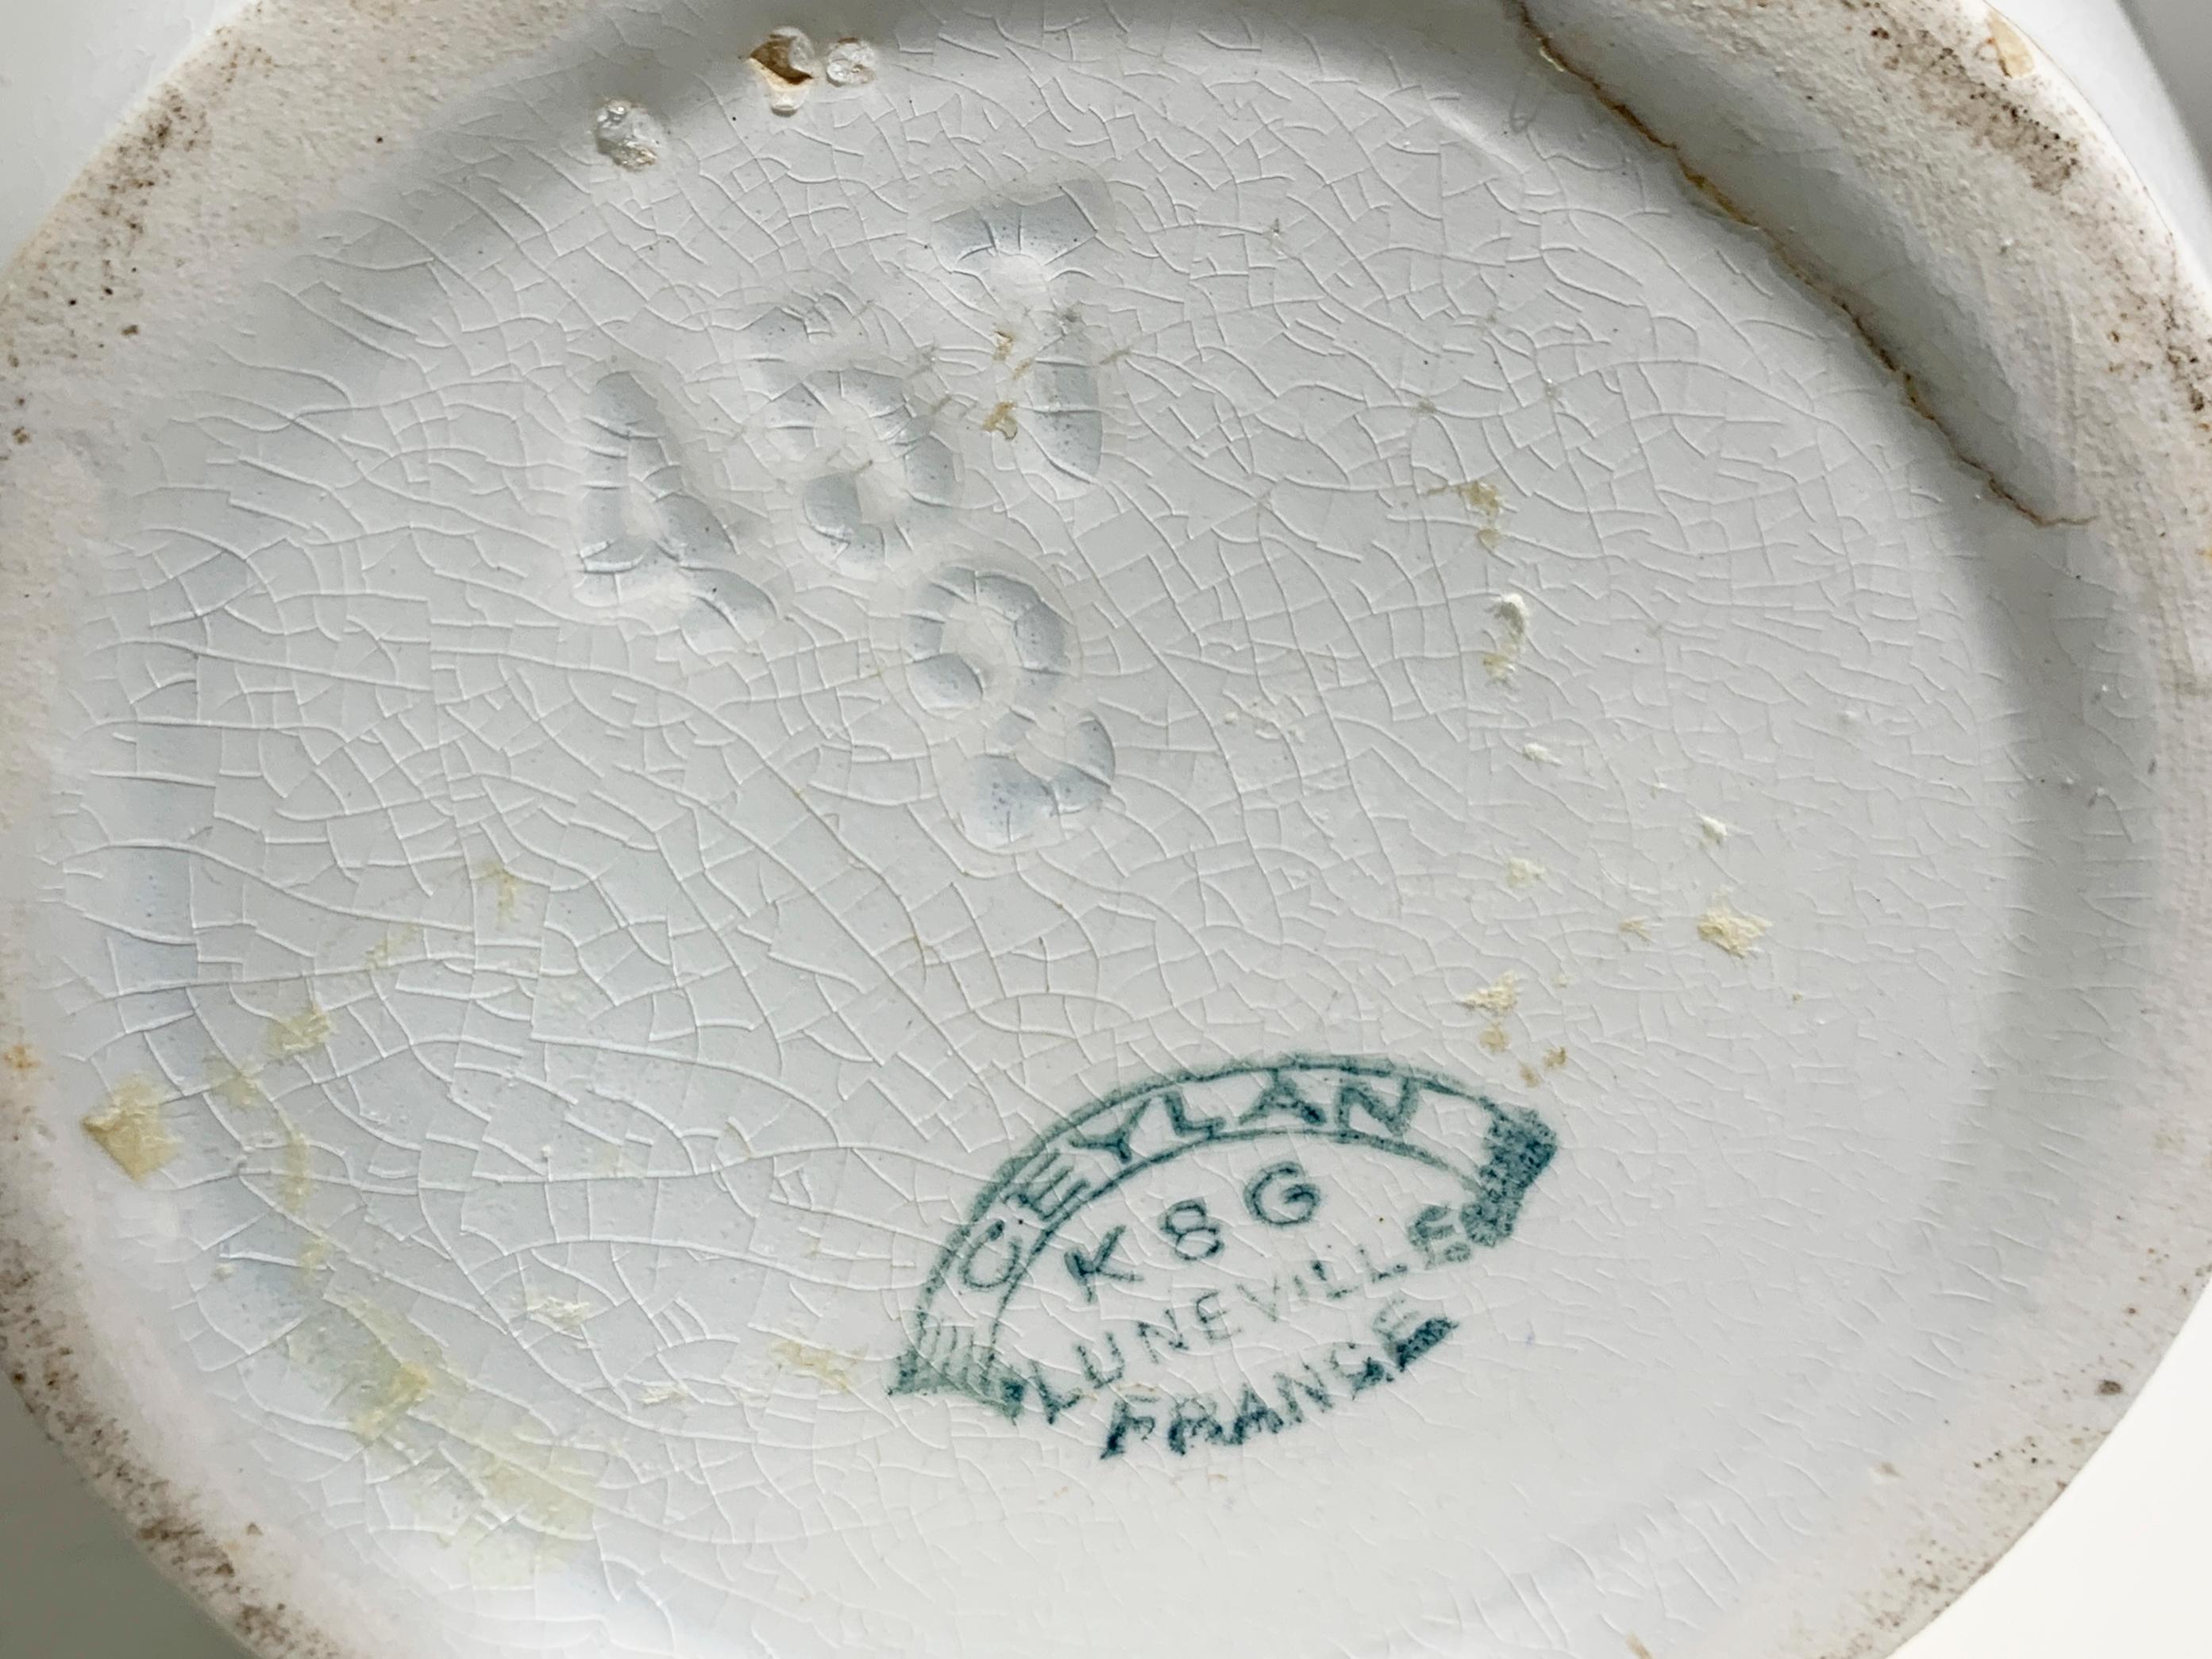 CEYLAN
K & G
LUNEVILLE
FRANCE